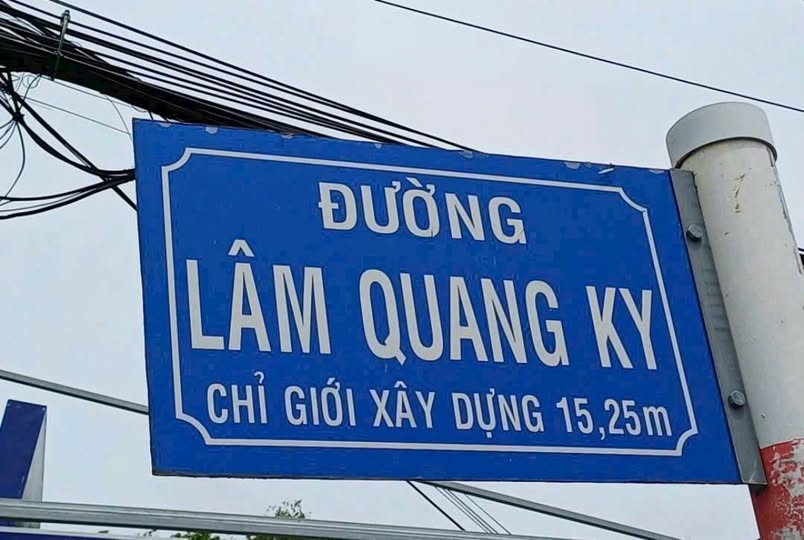 ĐƯỜNG
LÂM QUANG KY
CHỈ GIỚI XÂY DỰNG 15,25m